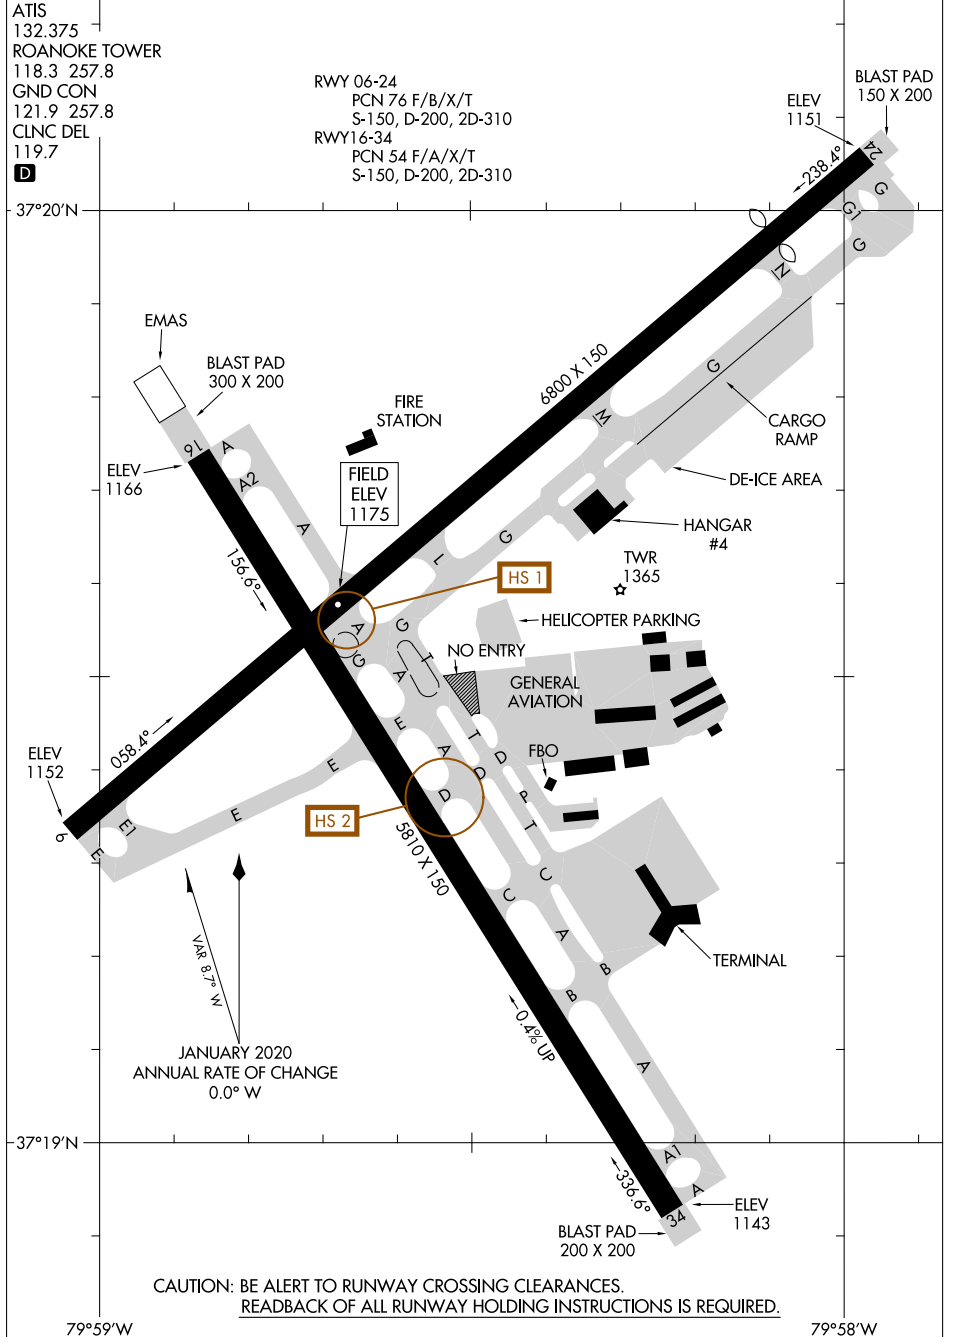 ATIS
132.375
ROANOKE TOWER
118.3 257.8
GND CON
121.9 257.8
CLNC DEL
119.7
D
RWY 06-24
PCN 76 F/B/X/T
S-150, D-200, 2D-310
RWY16-34
PCN 54 F/A/X/T
S-150, D-200, 2D-310
BLAST PAD
150 X 200
ELEV
1151
24
238.4°
G
G1
G
37°20'N
N
EMAS
BLAST PAD
300 X 200
6800 X 150
G
CARGO
RAMP
FIRE
STATION
M
16
A
ELEV
1166
A2
FIELD
ELEV
1175
DE-ICE AREA
A
HANGAR
#4
G
L
156.6°
HS 1
TWR
1365
A
G
HELICOPTER PARKING
G
T
NO ENTRY
A
GENERAL
AVIATION
E
058.4°
A
T
D
FBO
ELEV
1152
E
D
D
P
HS 2
E
T
6
E1
E
5810 X 150
C
C
VAR 8.7° W
A
TERMINAL
B
B
0.4% UP
JANUARY 2020
ANNUAL RATE OF CHANGE
0.0° W
A
37°19'N
A1
A
336.6°
34
ELEV
1143
BLAST PAD
200 X 200
CAUTION: BE ALERT TO RUNWAY CROSSING CLEARANCES.
READBACK OF ALL RUNWAY HOLDING INSTRUCTIONS IS REQUIRED.
79°59'W
79°58'W